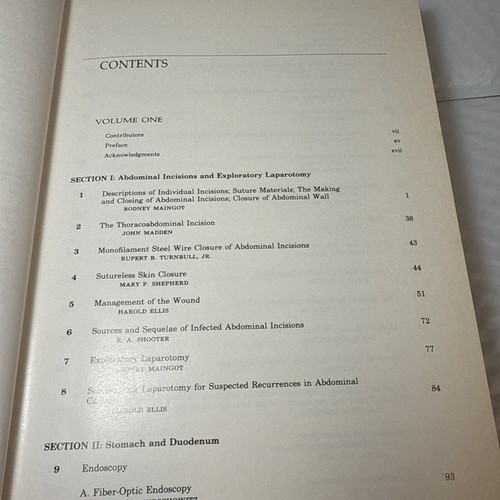 CONTENTS
VOLUME ONE
Contributors vii
Preface xv
Acknowledgments xvii
SECTION I: Abdominal Incisions and Exploratory Laparotomy
1 Descriptions of Individual Incisions; Suture Materials; The Making
and Closing of Abdominal Incisions; Closure of Abdominal Wall 1
RODNEY MAINGOT
2 The Thoracoabdominal Incision 38
JOHN MADDEN
3 Monofilament Steel Wire Closure of Abdominal Incisions 43
RUPERT B. TURNBULL, JR.
4 Sutureless Skin Closure 44
MARY P. SHEPHERD
5 Management of the Wound 51
HAROLD ELLIS
6 Sources and Sequelae of Infected Abdominal Incisions 72
R. A. SHOOTER
7 Exploratory Laparotomy 77
RODNEY MAINGOT
8 Laparotomy for Suspected Recurrences in Abdominal 84
HAROLD ELLIS
SECTION II: Stomach and Duodenum
9 Endoscopy
A. Fiber-Optic Endoscopy 93